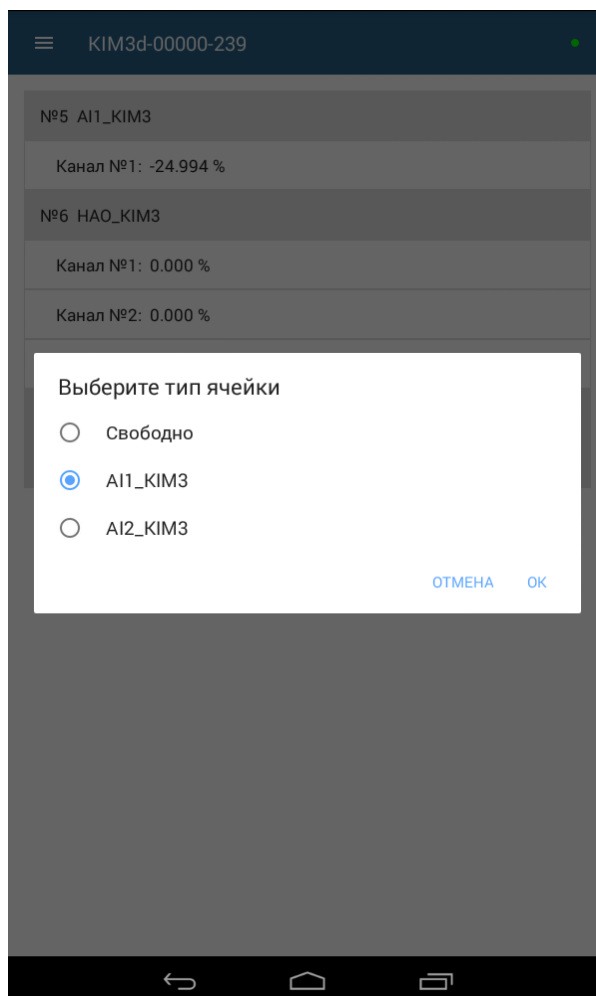 KIM3d-00000-239
№5 AI1_KIM3
Канал №1: -24.994 %
№6 HAO_KIM3
Канал №1: 0.000 %
Канал №2: 0.000 %
Выберите тип ячейки
Свободно
AI1_KIM3
AI2_KIM3
ОТМЕНА ОК